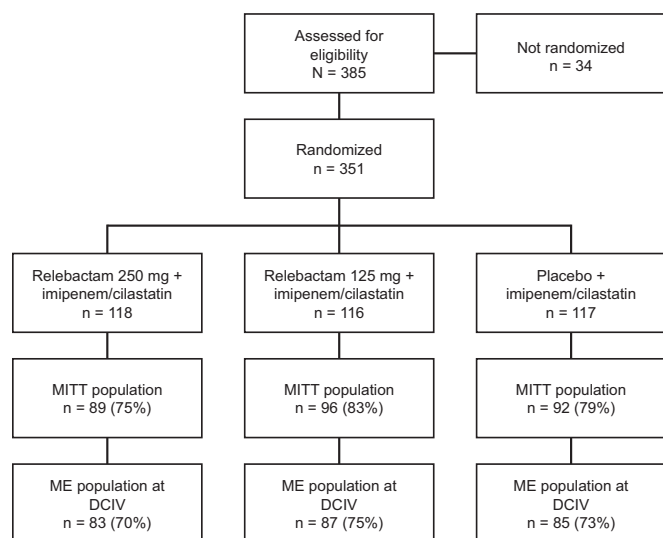 Assessed for
eligibility
N = 385
Not randomized
n = 34
Randomized
n = 351
Relebactam 250 mg +
imipenem/cilastatin
n = 118
Relebactam 125 mg +
imipenem/cilastatin
n = 116
Placebo +
imipenem/cilastatin
n = 117
MITT population
n = 89 (75%)
MITT population
n = 96 (83%)
MITT population
n = 92 (79%)
ME population at
DCIV
n = 83 (70%)
ME population at
DCIV
n = 87 (75%)
ME population at
DCIV
n = 85 (73%)